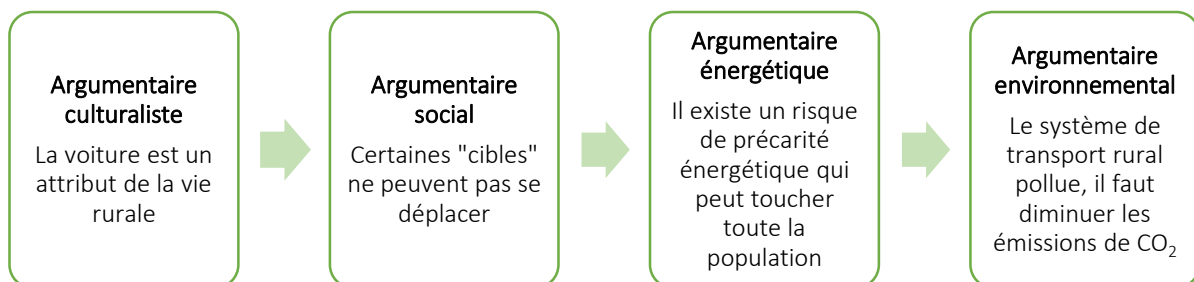 Argumentaire
culturaliste
La voiture est un
attribut de la vie
rurale
Argumentaire
social
Certaines "cibles"
ne peuvent pas se
déplacer
Argumentaire
énergétique
Il existe un risque
de précarité
énergétique qui
peut toucher
toute la
population
Argumentaire
environnemental
Le système de
transport rural
pollue, il faut
diminuer les
émissions de CO₂